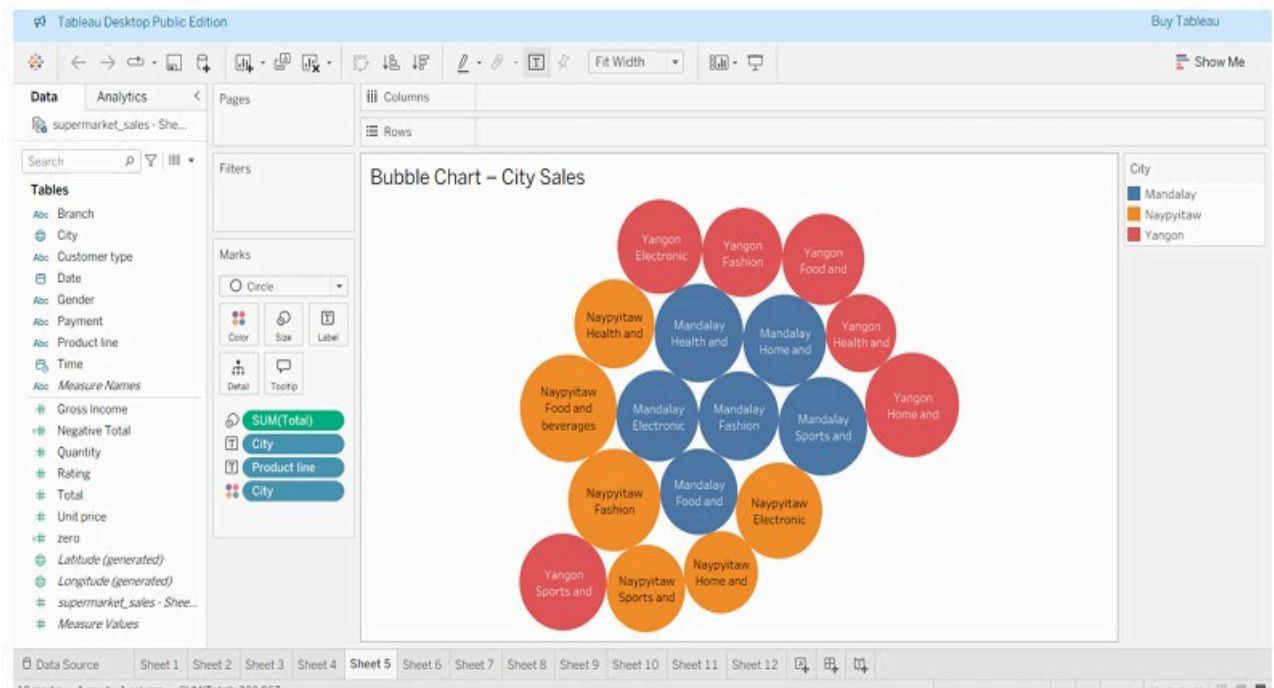 Tableau Desktop Public Edition
Buy Tableau
Fit Width
Show Me
Data
Analytics
supermarket_sales - She...
Search
Tables
Branch
City
Customer type
Date
Gender
Payment
Product line
Time
Measure Names
Gross Income
Negative Total
Quantity
Rating
Total
Unit price
zero
Latitude (generated)
Longitude (generated)
supermarket_sales - Shee...
Measure Values
Pages
Filters
Marks
Circle
Color
Size
Label
Detail
Tooltip
SUM(Total)
City
Product line
City
Columns
Rows
Bubble Chart – City Sales
Yangon
Electronic
Yangon
Fashion
Yangon
Food and
Naypyitaw
Health and
Mandalay
Health and
Mandalay
Home and
Yangon
Health and
Naypyitaw
Food and
beverages
Mandalay
Electronic
Mandalay
Fashion
Mandalay
Sports and
Yangon
Home and
Naypyitaw
Fashion
Mandalay
Food and
Naypyitaw
Electronic
Yangon
Sports and
Naypyitaw
Sports and
Naypyitaw
Home and
City
Mandalay
Naypyitaw
Yangon
Data Source
Sheet 1
Sheet 2
Sheet 3
Sheet 4
Sheet 5
Sheet 6
Sheet 7
Sheet 8
Sheet 9
Sheet 10
Sheet 11
Sheet 12